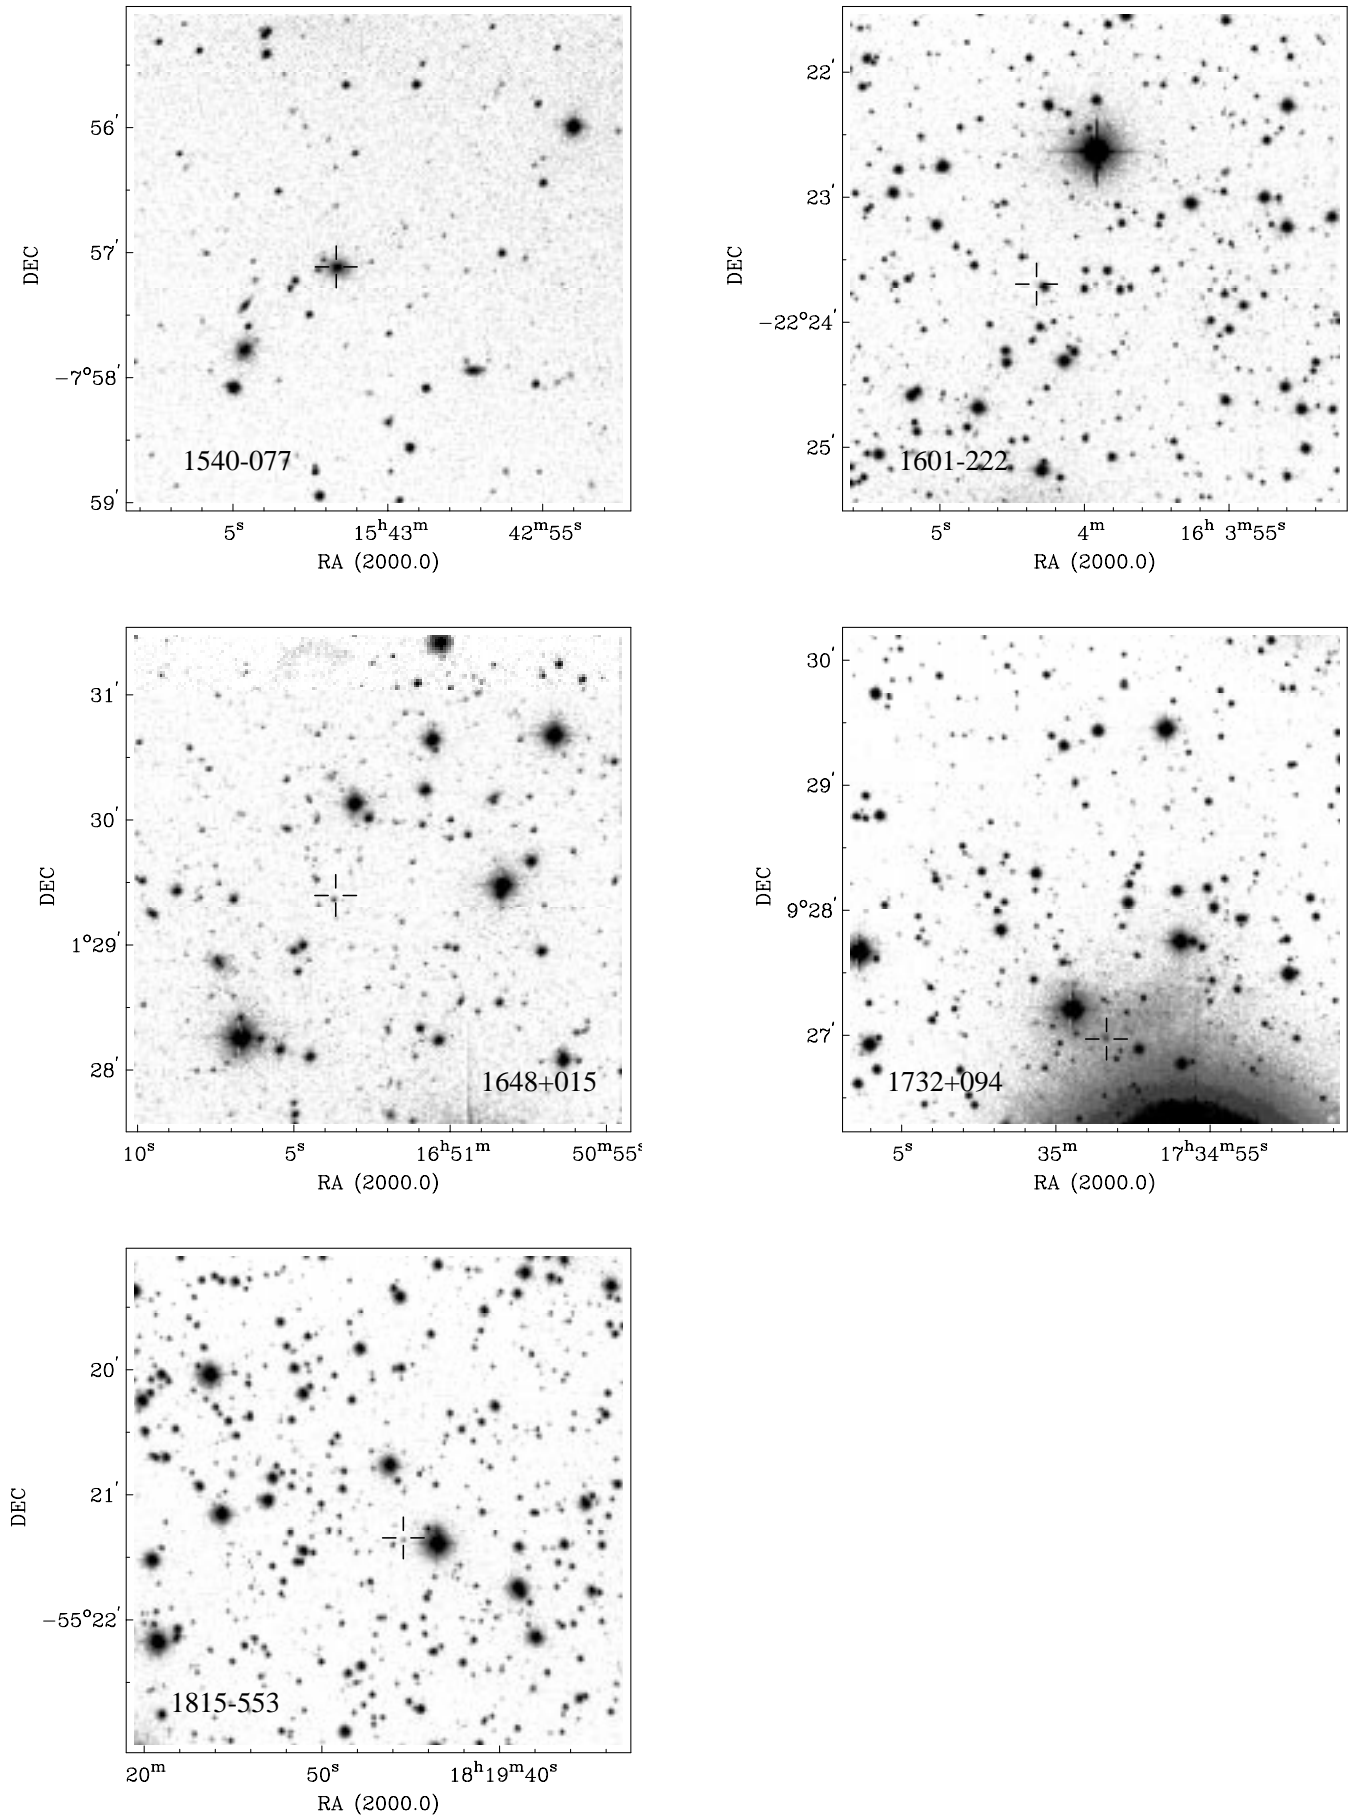 DEC
56′
57′
−7°58′
59′
1540-077
5ˢ
15ʰ43ᵐ
42ᵐ55ˢ
RA (2000.0)
DEC
22′
23′
−22°24′
25′
1601-222
5ˢ
4ᵐ
16ʰ 3ᵐ55ˢ
RA (2000.0)
DEC
31′
30′
1°29′
28′
1648+015
10ˢ
5ˢ
16ʰ51ᵐ
50ᵐ55ˢ
RA (2000.0)
DEC
30′
29′
9°28′
27′
1732+094
5ˢ
35ᵐ
17ʰ34ᵐ55ˢ
RA (2000.0)
DEC
20′
21′
−55°22′
1815-553
20ᵐ
50ˢ
18ʰ19ᵐ40ˢ
RA (2000.0)